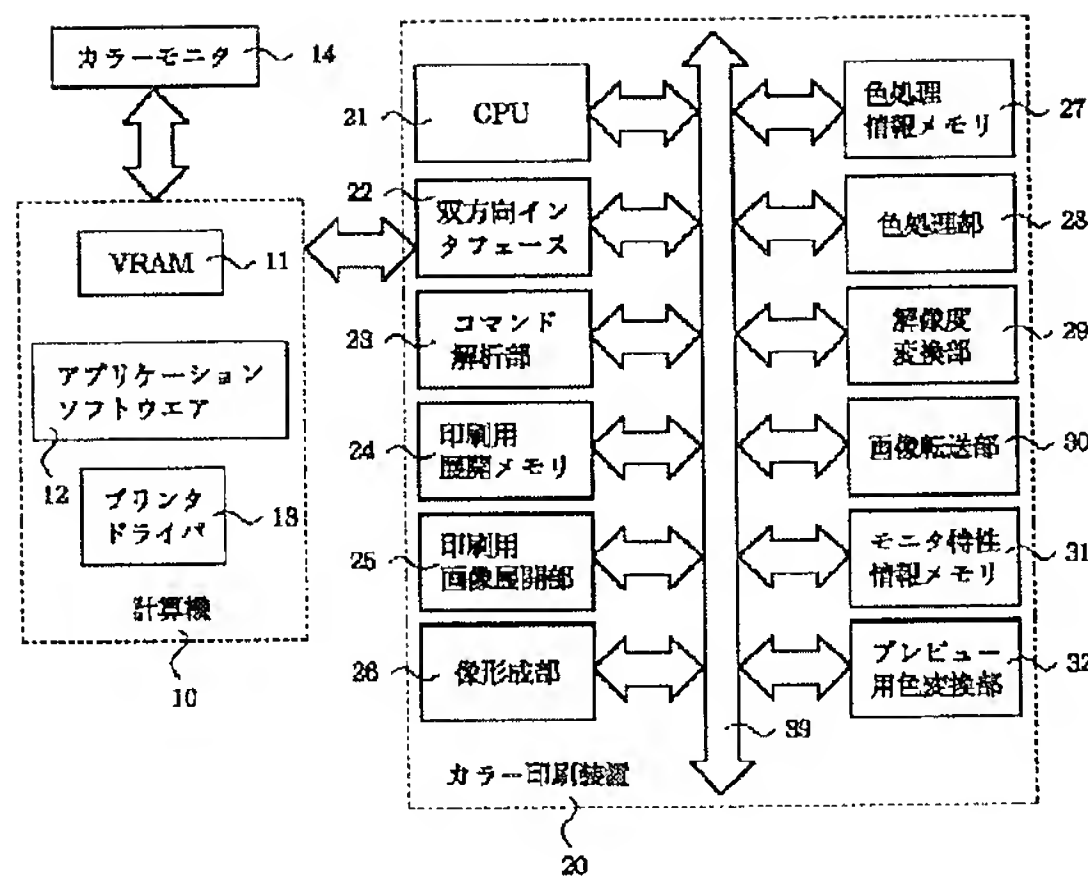 カラーモニタ
14
VRAM
11
アプリケーション
ソフトウエア
12
プリンタ
ドライバ
13
計算機
10
21
CPU
22
双方向イン
タフェース
23
コマンド
解析部
24
印刷用
展開メモリ
25
印刷用
画像展開部
26
像形成部
色処理
情報メモリ
27
色処理部
28
解像度
変換部
29
画像転送部
30
モニタ特性
情報メモリ
31
プレビュー
用色変換部
32
39
カラー印刷装置
20